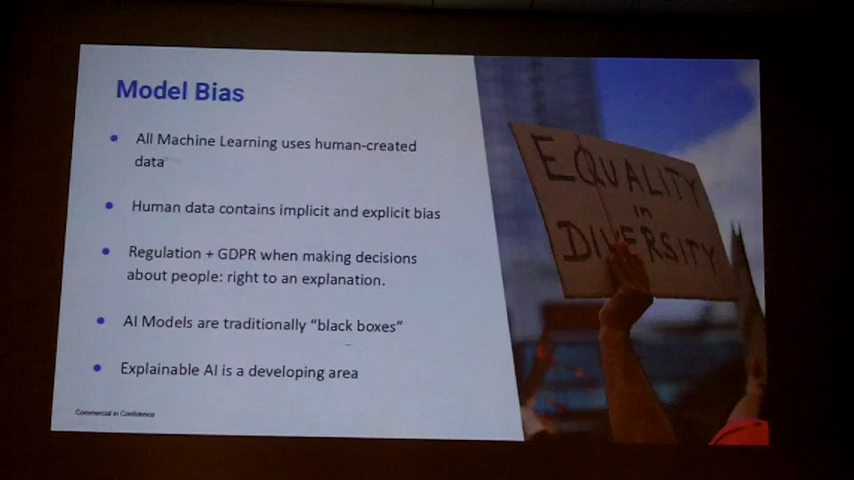 Model Bias
All Machine Learning uses human-created
data
Human data contains implicit and explicit bias
Regulation + GDPR when making decisions
about people: right to an explanation.
AI Models are traditionally “black boxes”
Explainable AI is a developing area
Commercial in Confidence
EQUALITY
in
DIVERSITY